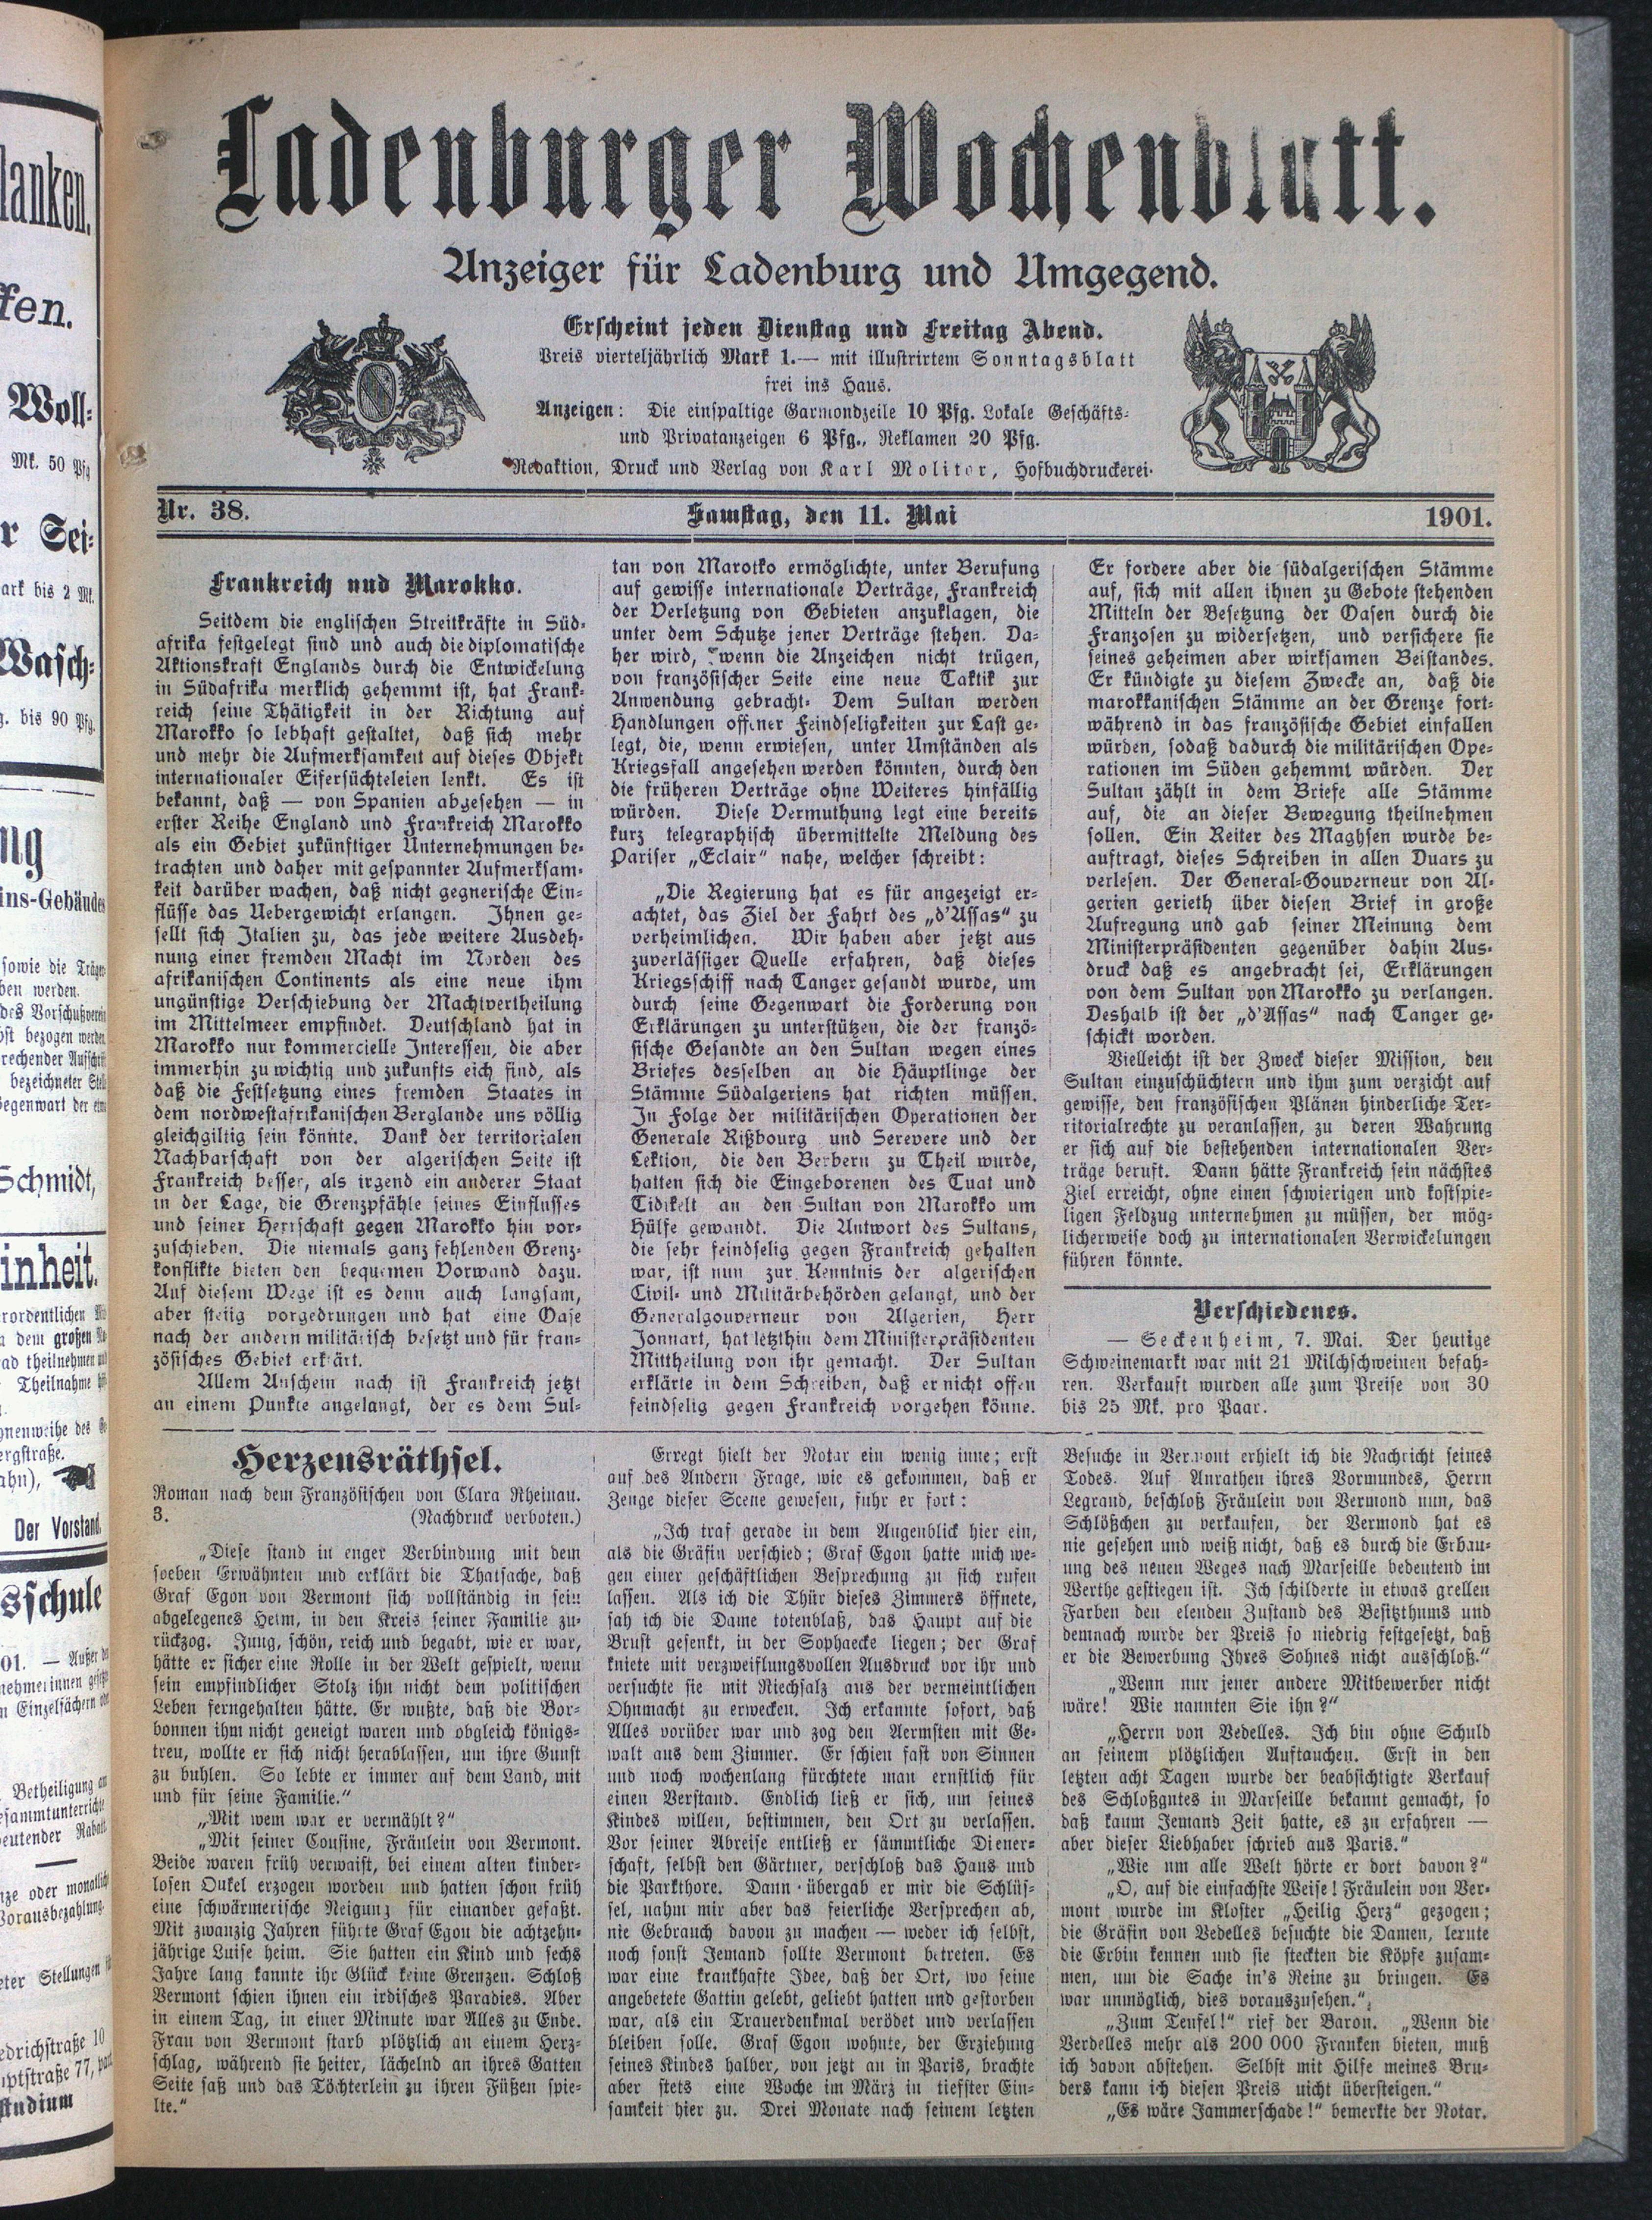 Ladenburger Wochenblatt.
Anzeiger für Ladenburg und Umgegend.
Erscheint jeden Dienstag und Freitag Abend.
Preis vierteljährlich Mark 1.— mit illustrirtem Sonntagsblatt
frei ins Haus.
Anzeigen: Die einspaltige Garmondzeile 10 Pfg. Lokale Geschäfts-
und Privatanzeigen 6 Pfg., Reklamen 20 Pfg.
Redaktion, Druck und Verlag von Karl Molitor, Hofbuchdruckerei.
Nr. 38.
Samstag, den 11. Mai
1901.
Frankreich und Marokko.
Seitdem die englischen Streitkräfte in Süd-
afrika festgelegt sind und auch die diplomatische
Aktionskraft Englands durch die Entwickelung
in Südafrika merklich gehemmt ist, hat Frank-
reich seine Thätigkeit in der Richtung auf
Marokko so lebhaft gestaltet, daß sich mehr
und mehr die Aufmerksamkeit auf dieses Objekt
internationaler Eifersüchteleien lenkt. Es ist
bekannt, daß — von Spanien abgesehen — in
erster Reihe England und Frankreich Marokko
als ein Gebiet zukünftiger Unternehmungen be-
trachten und daher mit gespannter Aufmerksam-
keit darüber wachen, daß nicht gegnerische Ein-
flüsse das Uebergewicht erlangen. Ihnen ge-
sellt sich Italien zu, das jede weitere Ausdeh-
nung einer fremden Macht im Norden des
afrikanischen Continents als eine neue ihm
ungünstige Verschiebung der Machtvertheilung
im Mittelmeer empfindet. Deutschland hat in
Marokko nur kommercielle Interessen, die aber
immerhin zu wichtig und zukunfts eich sind, als
daß die Festsetzung eines fremden Staates in
dem nordwestafrikanischen Berglande uns völlig
gleichgiltig sein könnte. Dank der territorialen
Nachbarschaft von der algerischen Seite ist
Frankreich besser, als irgend ein anderer Staat
in der Lage, die Grenzpfähle seines Einflusses
und seiner Herrschaft gegen Marokko hin vor-
zuschieben. Die niemals ganz fehlenden Grenz-
konflikte bieten den bequemen Vorwand dazu.
Auf diesem Wege ist es denn auch langsam,
aber stetig vorgedrungen und hat eine Oase
nach der andern militärisch besetzt und für fran-
zösisches Gebiet erklärt.
Allem Anschein nach ist Frankreich jetzt
an einem Punkte angelangt, der es dem Sul-
tan von Marokko ermöglichte, unter Berufung
auf gewisse internationale Verträge, Frankreich
der Verletzung von Gebieten anzuklagen, die
unter dem Schutze jener Verträge stehen. Da-
her wird, wenn die Anzeichen nicht trügen,
von französischer Seite eine neue Taktik zur
Anwendung gebracht. Dem Sultan werden
Handlungen offener Feindseligkeiten zur Last ge-
legt, die, wenn erwiesen, unter Umständen als
Kriegsfall angesehen werden könnten, durch den
die früheren Verträge ohne Weiteres hinfällig
würden. Diese Vermuthung legt eine bereits
kurz telegraphisch übermittelte Meldung des
Pariser „Eclair" nahe, welcher schreibt:
„Die Regierung hat es für angezeigt er-
achtet, das Ziel der Fahrt des „d'Assas" zu
verheimlichen. Wir haben aber jetzt aus
zuverlässiger Quelle erfahren, daß dieses
Kriegsschiff nach Tanger gesandt wurde, um
durch seine Gegenwart die Forderung von
Erklärungen zu unterstützen, die der franzö-
sische Gesandte an den Sultan wegen eines
Briefes desselben an die Häuptlinge der
Stämme Südalgeriens hat richten müssen.
In Folge der militärischen Operationen der
Generale Rißbourg und Serevere und der
Lektion, die den Berbern zu Theil wurde,
hatten sich die Eingeborenen des Tuat und
Tidikelt an den Sultan von Marokko um
Hülfe gewandt. Die Antwort des Sultans,
die sehr feindselig gegen Frankreich gehalten
war, ist nun zur Kenntnis der algerischen
Civil- und Militärbehörden gelangt, und der
Generalgouverneur von Algerien, Herr
Jonnart, hat letzthin dem Ministerpräsidenten
Mittheilung von ihr gemacht. Der Sultan
erklärte in dem Schreiben, daß er nicht offen
feindselig gegen Frankreich vorgehen könne.
Er fordere aber die südalgerischen Stämme
auf, sich mit allen ihnen zu Gebote stehenden
Mitteln der Besetzung der Oasen durch die
Franzosen zu widersetzen, und versichere sie
seines geheimen aber wirksamen Beistandes.
Er kündigte zu diesem Zwecke an, daß die
marokkanischen Stämme an der Grenze fort-
während in das französische Gebiet einfallen
würden, sodaß dadurch die militärischen Ope-
rationen im Süden gehemmt würden. Der
Sultan zählt in dem Briefe alle Stämme
auf, die an dieser Bewegung theilnehmen
sollen. Ein Reiter des Maghsen wurde be-
auftragt, dieses Schreiben in allen Duars zu
verlesen. Der General-Gouverneur von Al-
gerien gerieth über diesen Brief in große
Aufregung und gab seiner Meinung dem
Ministerpräsidenten gegenüber dahin Aus-
druck daß es angebracht sei, Erklärungen
von dem Sultan von Marokko zu verlangen.
Deshalb ist der „d'Assas" nach Tanger ge-
schickt worden.
Vielleicht ist der Zweck dieser Mission, den
Sultan einzuschüchtern und ihm zum verzicht auf
gewisse, den französischen Plänen hinderliche Ter-
ritorialrechte zu veranlassen, zu deren Wahrung
er sich auf die bestehenden internationalen Ver-
träge beruft. Dann hätte Frankreich sein nächstes
Ziel erreicht, ohne einen schwierigen und kostspie-
ligen Feldzug unternehmen zu müssen, der mög-
licherweise doch zu internationalen Verwickelungen
führen könnte.
Verschiedenes.
— Seckenheim, 7. Mai. Der heutige
Schweinemarkt war mit 21 Milchschweinen befah-
ren. Verkauft wurden alle zum Preise von 30
bis 25 Mk. pro Paar.
Herzensräthsel.
Roman nach dem Französischen von Clara Rheinau.
3. (Nachdruck verboten.)
„Diese stand in enger Verbindung mit dem
soeben Erwähnten und erklärt die Thatsache, daß
Graf Egon von Vermont sich vollständig in sein
abgelegenes Heim, in den Kreis seiner Familie zu-
rückzog. Jung, schön, reich und begabt, wie er war,
hätte er sicher eine Rolle in der Welt gespielt, wenn
sein empfindlicher Stolz ihn nicht dem politischen
Leben ferngehalten hätte. Er wußte, daß die Bor-
bonnen ihm nicht geneigt waren und obgleich königs-
treu, wollte er sich nicht herablassen, um ihre Gunst
zu buhlen. So lebte er immer auf dem Land, mit
und für seine Familie."
„Mit wem war er vermählt?"
„Mit seiner Cousine, Fräulein von Vermont.
Beide waren früh verwaist, bei einem alten kinder-
losen Onkel erzogen worden und hatten schon früh
eine schwärmerische Neigung für einander gefaßt.
Mit zwanzig Jahren führte Graf Egon die achtzehn-
jährige Luise heim. Sie hatten ein Kind und sechs
Jahre lang kannte ihr Glück keine Grenzen. Schloß
Vermont schien ihnen ein irdisches Paradies. Aber
in einem Tag, in einer Minute war Alles zu Ende.
Frau von Vermont starb plötzlich an einem Herz-
schlag, während sie heiter, lächelnd an ihres Gatten
Seite saß und das Töchterlein zu ihren Füßen spie-
lte."
Erregt hielt der Notar ein wenig inne; erst
auf des Andern Frage, wie es gekommen, daß er
Zeuge dieser Scene gewesen, fuhr er fort:
„Ich traf gerade in dem Augenblick hier ein,
als die Gräfin verschied; Graf Egon hatte mich we-
gen einer geschäftlichen Besprechung zu sich rufen
lassen. Als ich die Thür dieses Zimmers öffnete,
sah ich die Dame totenblaß, das Haupt auf die
Brust gesenkt, in der Sophaecke liegen; der Graf
kniete mit verzweiflungsvollen Ausdruck vor ihr und
versuchte sie mit Riechsalz aus der vermeintlichen
Ohnmacht zu erwecken. Ich erkannte sofort, daß
Alles vorüber war und zog den Aermsten mit Ge-
walt aus dem Zimmer. Er schien fast von Sinnen
und noch wochenlang fürchtete man ernstlich für
einen Verstand. Endlich ließ er sich, um seines
Kindes willen, bestimmen, den Ort zu verlassen.
Vor seiner Abreise entließ er sämmtliche Diener-
schaft, selbst den Gärtner, verschloß das Haus und
die Parkthore. Dann übergab er mir die Schlüs-
sel, nahm mir aber das feierliche Versprechen ab,
nie Gebrauch davon zu machen — weder ich selbst,
noch sonst Jemand sollte Vermont betreten. Es
war eine krankhafte Idee, daß der Ort, wo seine
angebetete Gattin gelebt, geliebt hatten und gestorben
war, als ein Trauerdenkmal verödet und verlassen
bleiben solle. Graf Egon wohnte, der Erziehung
seines Kindes halber, von jetzt an in Paris, brachte
aber stets eine Woche im März in tiefster Ein-
samkeit hier zu. Drei Monate nach seinem letzten
Besuche in Vermont erhielt ich die Nachricht seines
Todes. Auf Anrathen ihres Vormundes, Herrn
Legrand, beschloß Fräulein von Vermond nun, das
Schlößchen zu verkaufen, der Vermond hat es
nie gesehen und weiß nicht, daß es durch die Erbau-
ung des neuen Weges nach Marseille bedeutend im
Werthe gestiegen ist. Ich schilderte in etwas grellen
Farben den elenden Zustand des Besitzthums und
demnach wurde der Preis so niedrig festgesetzt, daß
er die Bewerbung Ihres Sohnes nicht ausschloß."
„Wenn nur jener andere Mitbewerber nicht
wäre! Wie nannten Sie ihn?"
„Herrn von Vedelles. Ich bin ohne Schuld
an seinem plötzlichen Auftauchen. Erst in den
letzten acht Tagen wurde der beabsichtigte Verkauf
des Schloßgutes in Marseille bekannt gemacht, so
daß kaum Jemand Zeit hatte, es zu erfahren —
aber dieser Liebhaber schrieb aus Paris."
„Wie um alle Welt hörte er dort davon?"
„O, auf die einfachste Weise! Fräulein von Ver-
mont wurde im Kloster „Heilig Herz" gezogen;
die Gräfin von Vedelles besuchte die Damen, lernte
die Erbin kennen und sie steckten die Köpfe zusam-
men, um die Sache in's Reine zu bringen. Es
war unmöglich, dies vorauszusehen."
„Zum Teufel!" rief der Baron. „Wenn die
Verdelles mehr als 200 000 Franken bieten, muß
ich davon abstehen. Selbst mit Hilfe meines Bru-
ders kann ich diesen Preis nicht übersteigen."
„Es wäre Jammerschade!" bemerkte der Notar.